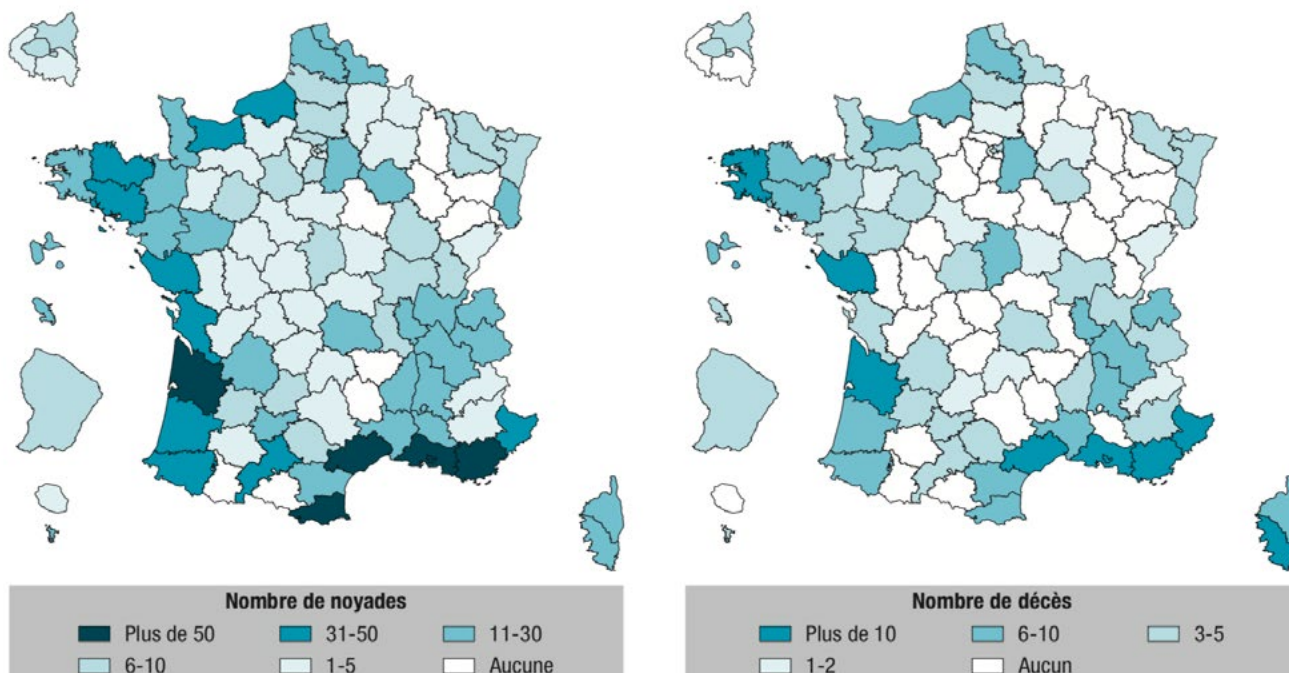 Nombre de noyades
Plus de 50
31-50
11-30
6-10
1-5
Aucune
Nombre de décès
Plus de 10
6-10
3-5
1-2
Aucun